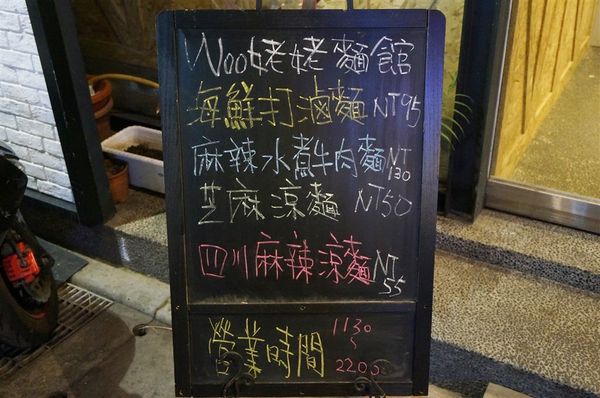 Woo姥姥麵館
海鮮打滷麵 NT95
麻辣水煮牛肉麵 NT130
芝麻涼麵 NT50
四川麻辣涼麵 NT55
營業時間 1130~2200